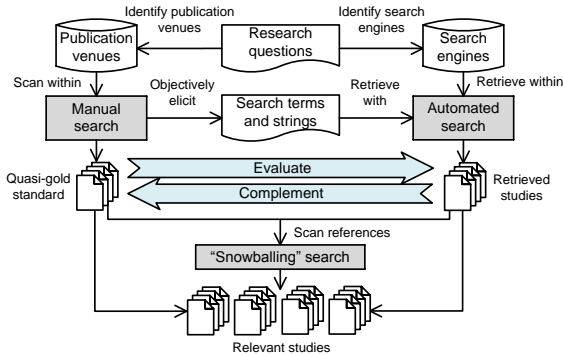 Identify publication
venues
Identify search
engines
Publication
venues
Research
questions
Search
engines
Scan within
Objectively
elicit
Retrieve
with
Retrieve within
Manual
search
Search terms
and strings
Automated
search
Quasi-gold
standard
Evaluate
Complement
Retrieved
studies
Scan references
“Snowballing” search
Relevant studies